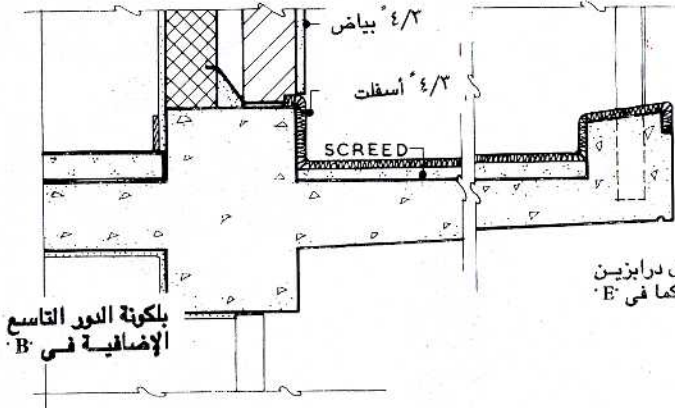 ٤/٣ ً بياض
٤/٣ ً أسفلت
SCREED
درابزين
كما فى 'E'
بلكونة الدور التاسع
الإضافية فى 'B'